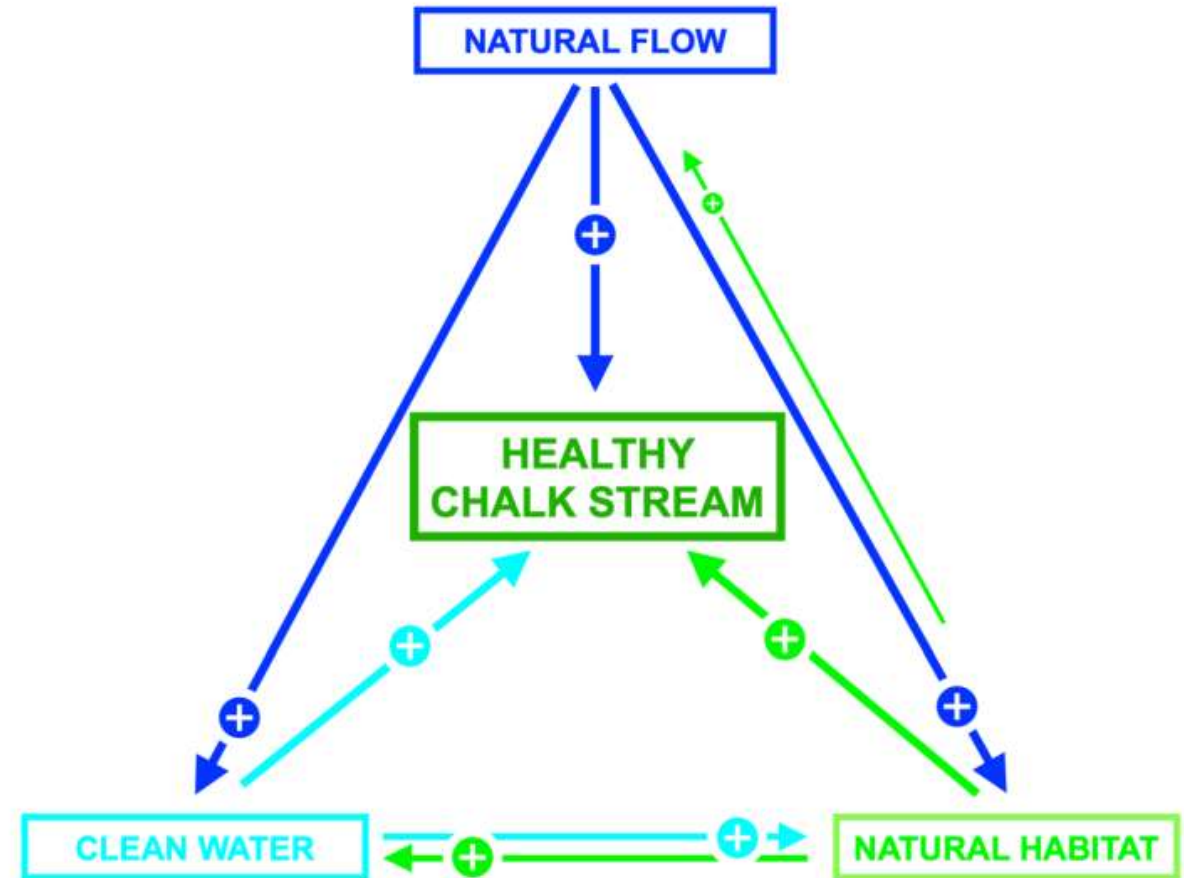 NATURAL FLOW
HEALTHY
CHALK STREAM
CLEAN WATER
NATURAL HABITAT